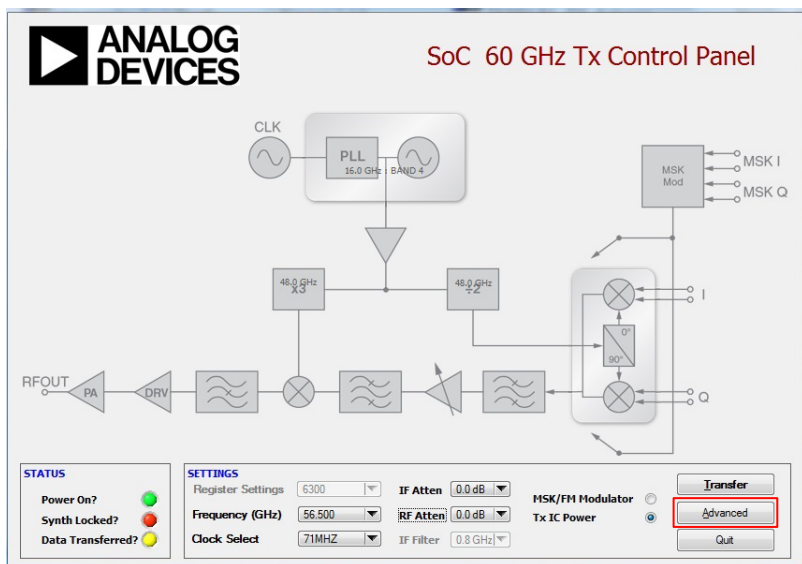 ANALOG
DEVICES
SoC 60 GHz Tx Control Panel
CLK
PLL
16.0 GHz : BAND 4
MSK
Mod
MSK I
MSK Q
48.0 GHz
x3
48.0 GHz
÷2
I
0°
90°
Q
RFOUT
PA
DRV
STATUS
Power On?
Synth Locked?
Data Transferred?
SETTINGS
Register Settings 6300
Frequency (GHz) 56.500
Clock Select 71MHZ
IF Atten 0.0 dB
RF Atten 0.0 dB
IF Filter 0.8 GHz
MSK/FM Modulator
Tx IC Power
Transfer
Advanced
Quit